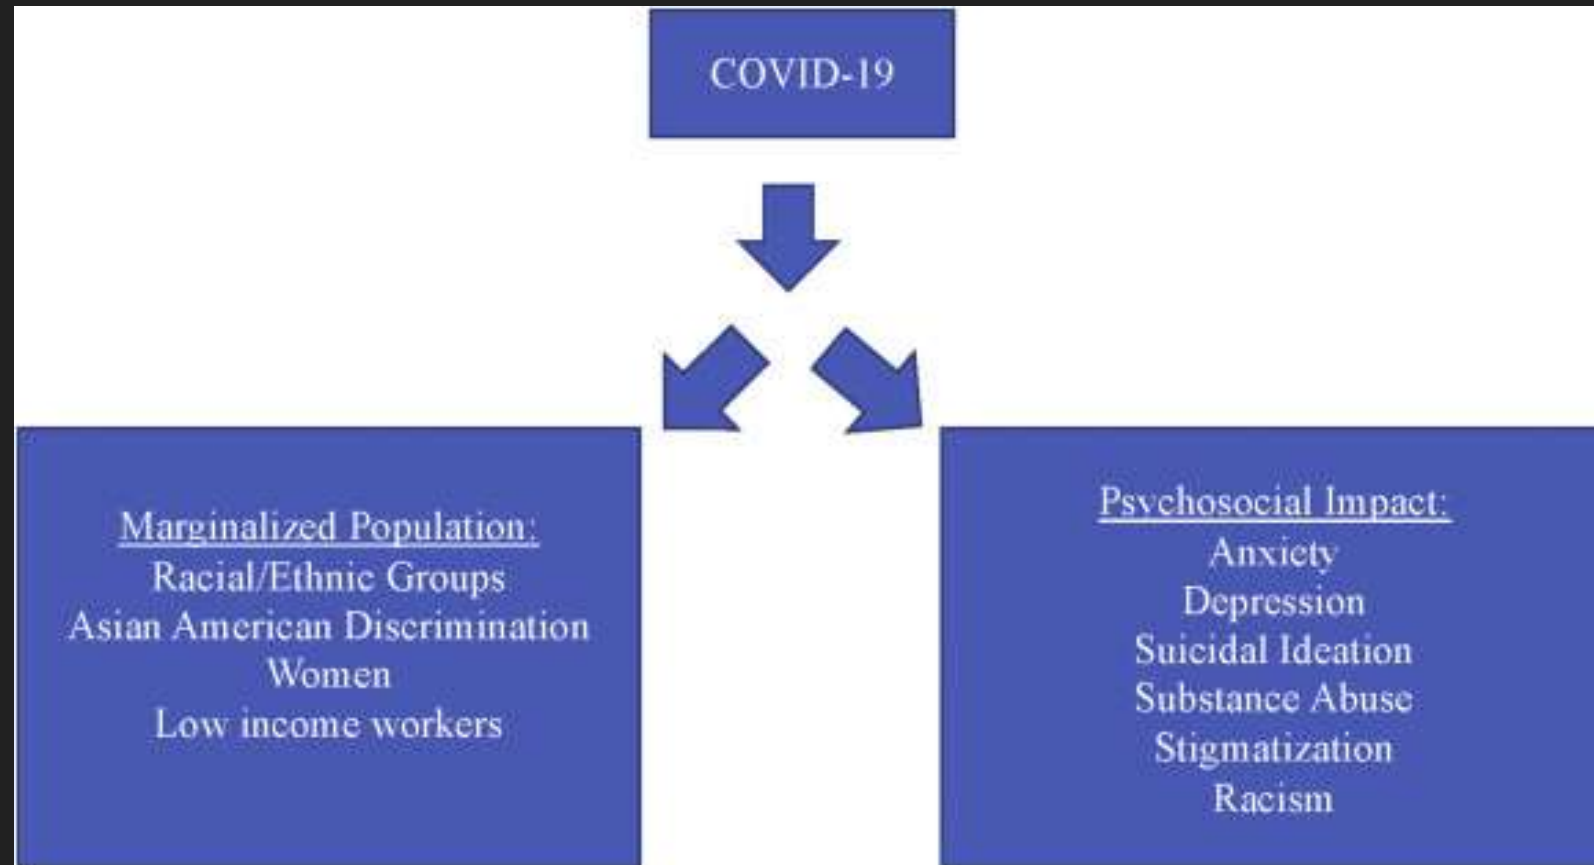 COVID-19
Marginalized Population:
Racial/Ethnic Groups
Asian American Discrimination
Women
Low income workers
Psychosocial Impact:
Anxiety
Depression
Suicidal Ideation
Substance Abuse
Stigmatization
Racism